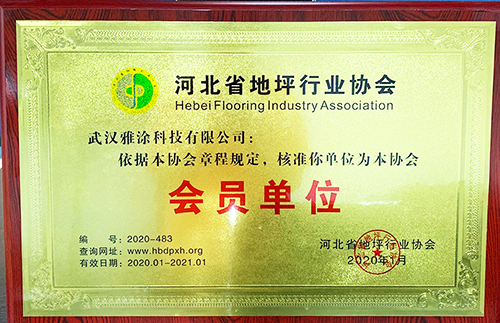 河北省地坪行业协会
Hebei Flooring Industry Association
武汉雅涂科技有限公司：
依据本协会章程规定，核准你单位为本协会
会员单位
编　号：2020-483
查询网址：www.hbdpxh.org
有效日期：2020.01-2021.01
河北省地坪行业协会
2020年1月